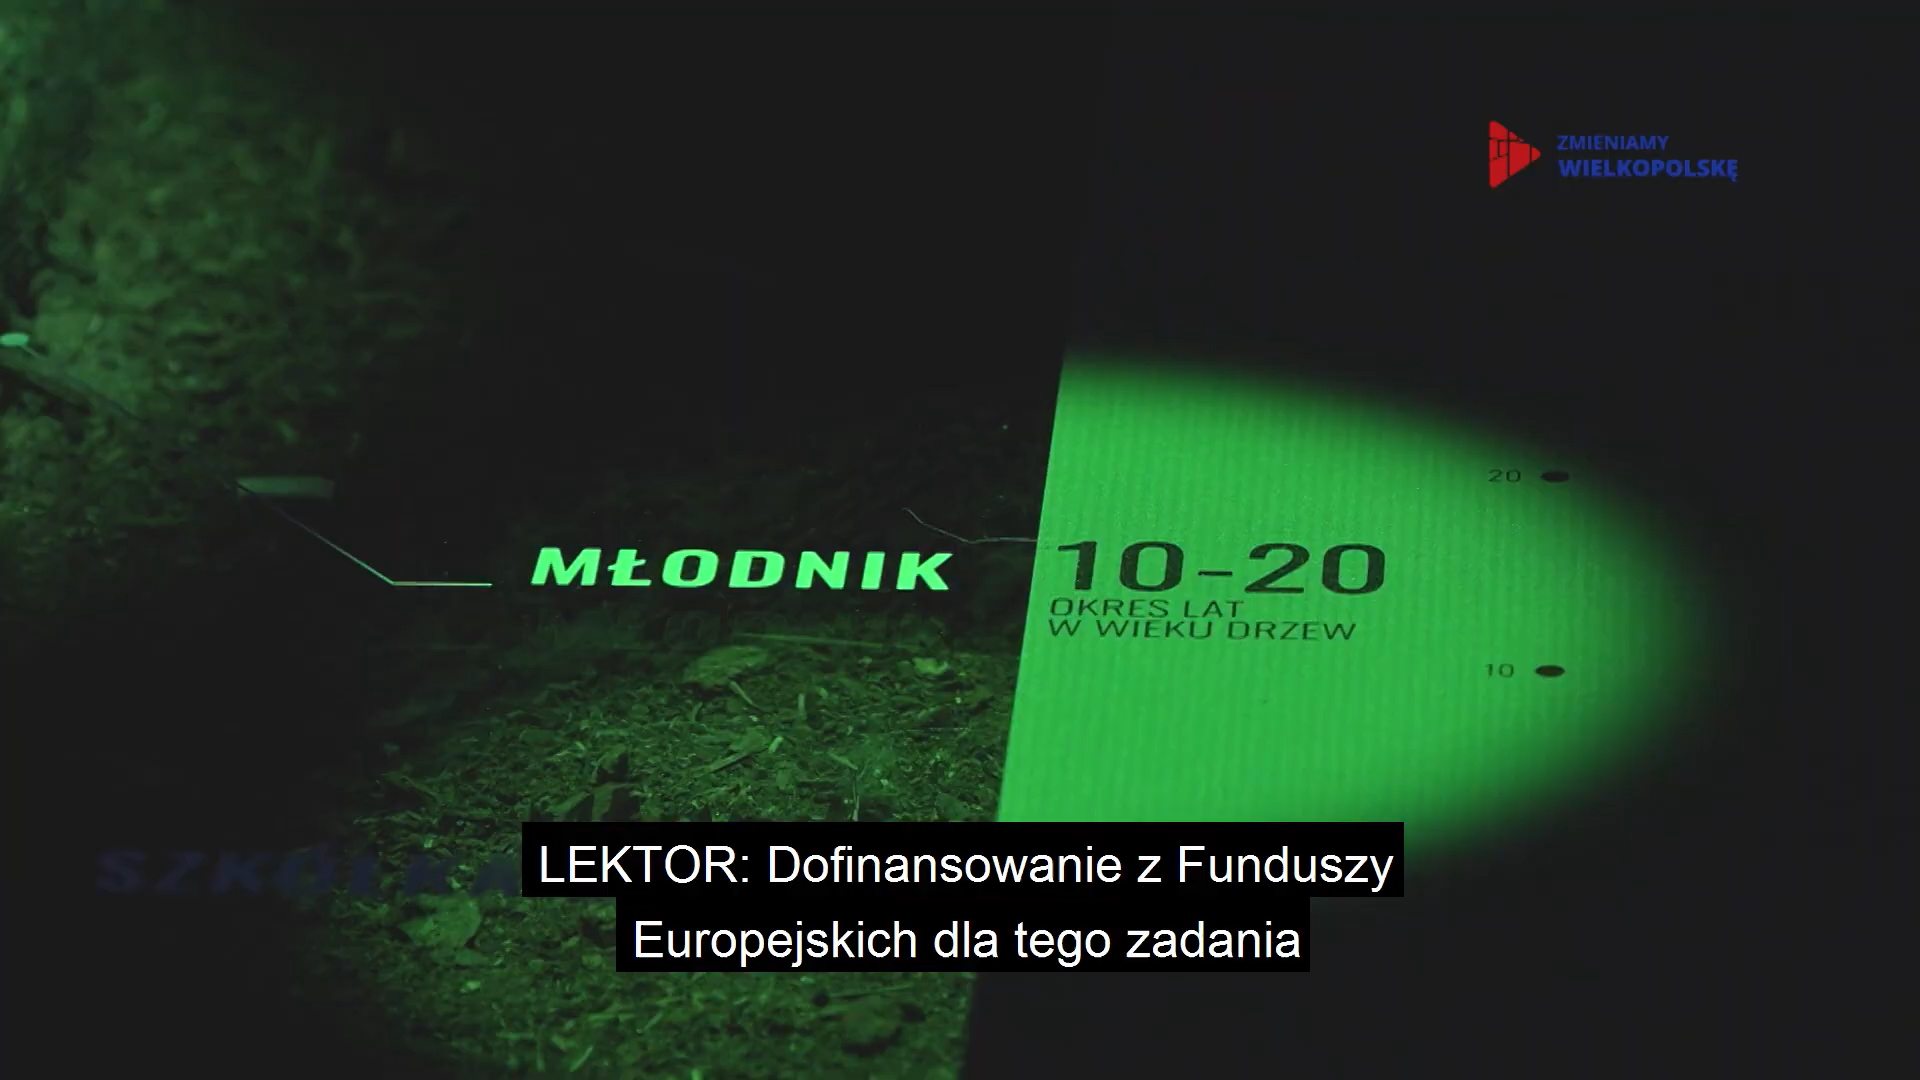 ZMIENIAMY
WIELKOPOLSKĘ
20
MŁODNIK
10-20
OKRES LAT
W WIEKU DRZEW
10
LEKTOR: Dofinansowanie z Funduszy
Europejskich dla tego zadania